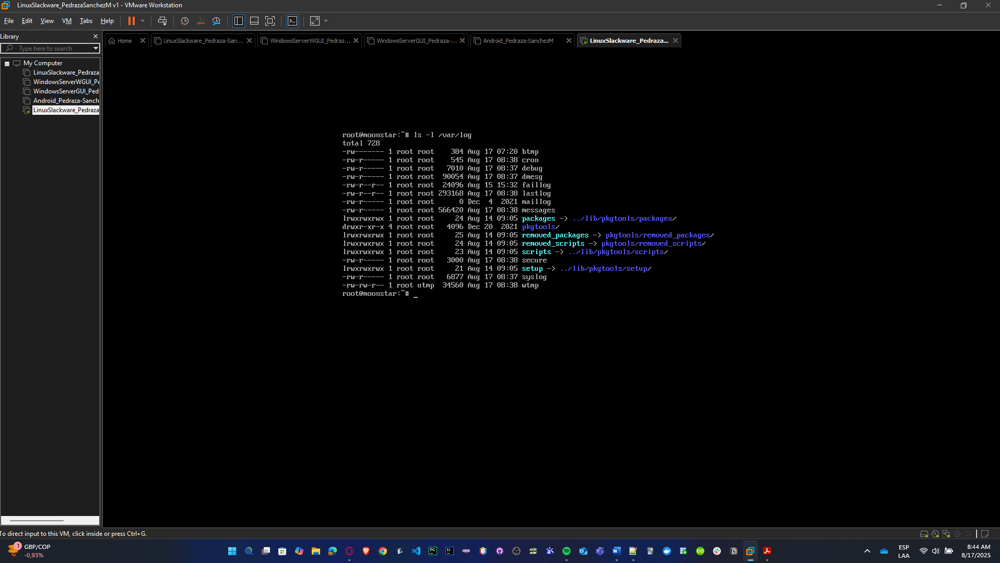 LinuxSlackware_PedrazaSanchezM v1 - VMware Workstation
File Edit View VM Tabs Help
Library
Type here to search
Home
LinuxSlackware_Pedraza-San...
WindowsServerWGUI_Pedraz...
WindowsServerGUI_Pedraza-...
Android_Pedraza-SanchezM
LinuxSlackware_Pedraza...
My Computer
LinuxSlackware_Pedraza
WindowsServerWGUI_Pe
WindowsServerGUI_Ped
Android_Pedraza-Sanch
LinuxSlackware_Pedraza
root@moonstar:~# ls -l /var/log
total 728
-rw------- 1 root root    384 Aug 17 07:20 btmp
-rw-r----- 1 root root    545 Aug 17 08:38 cron
-rw-r----- 1 root root   7010 Aug 17 08:37 debug
-rw-r----- 1 root root  90054 Aug 17 08:37 dmesg
-rw-r--r-- 1 root root  24096 Aug 15 15:32 faillog
-rw-r--r-- 1 root root 293168 Aug 17 08:38 lastlog
-rw-r----- 1 root root      0 Dec  4  2021 maillog
-rw-r----- 1 root root 566420 Aug 17 08:38 messages
lrwxrwxrwx 1 root root     24 Aug 14 09:05 packages -> ../lib/pkgtools/packages/
drwxr-xr-x 4 root root   4096 Dec 20  2021 pkgtools/
lrwxrwxrwx 1 root root     25 Aug 14 09:05 removed_packages -> pkgtools/removed_packages/
lrwxrwxrwx 1 root root     24 Aug 14 09:05 removed_scripts -> pkgtools/removed_scripts/
lrwxrwxrwx 1 root root     23 Aug 14 09:05 scripts -> ../lib/pkgtools/scripts/
-rw-r----- 1 root root   3000 Aug 17 08:38 secure
lrwxrwxrwx 1 root root     21 Aug 14 09:05 setup -> ../lib/pkgtools/setup/
-rw-r----- 1 root root   6877 Aug 17 08:37 syslog
-rw-rw-r-- 1 root utmp  34560 Aug 17 08:38 wtmp
root@moonstar:~# _
To direct input to this VM, click inside or press Ctrl+G.
1
GBP/COP
-0,93%
ESP
LAA
8:44 AM
8/17/2025